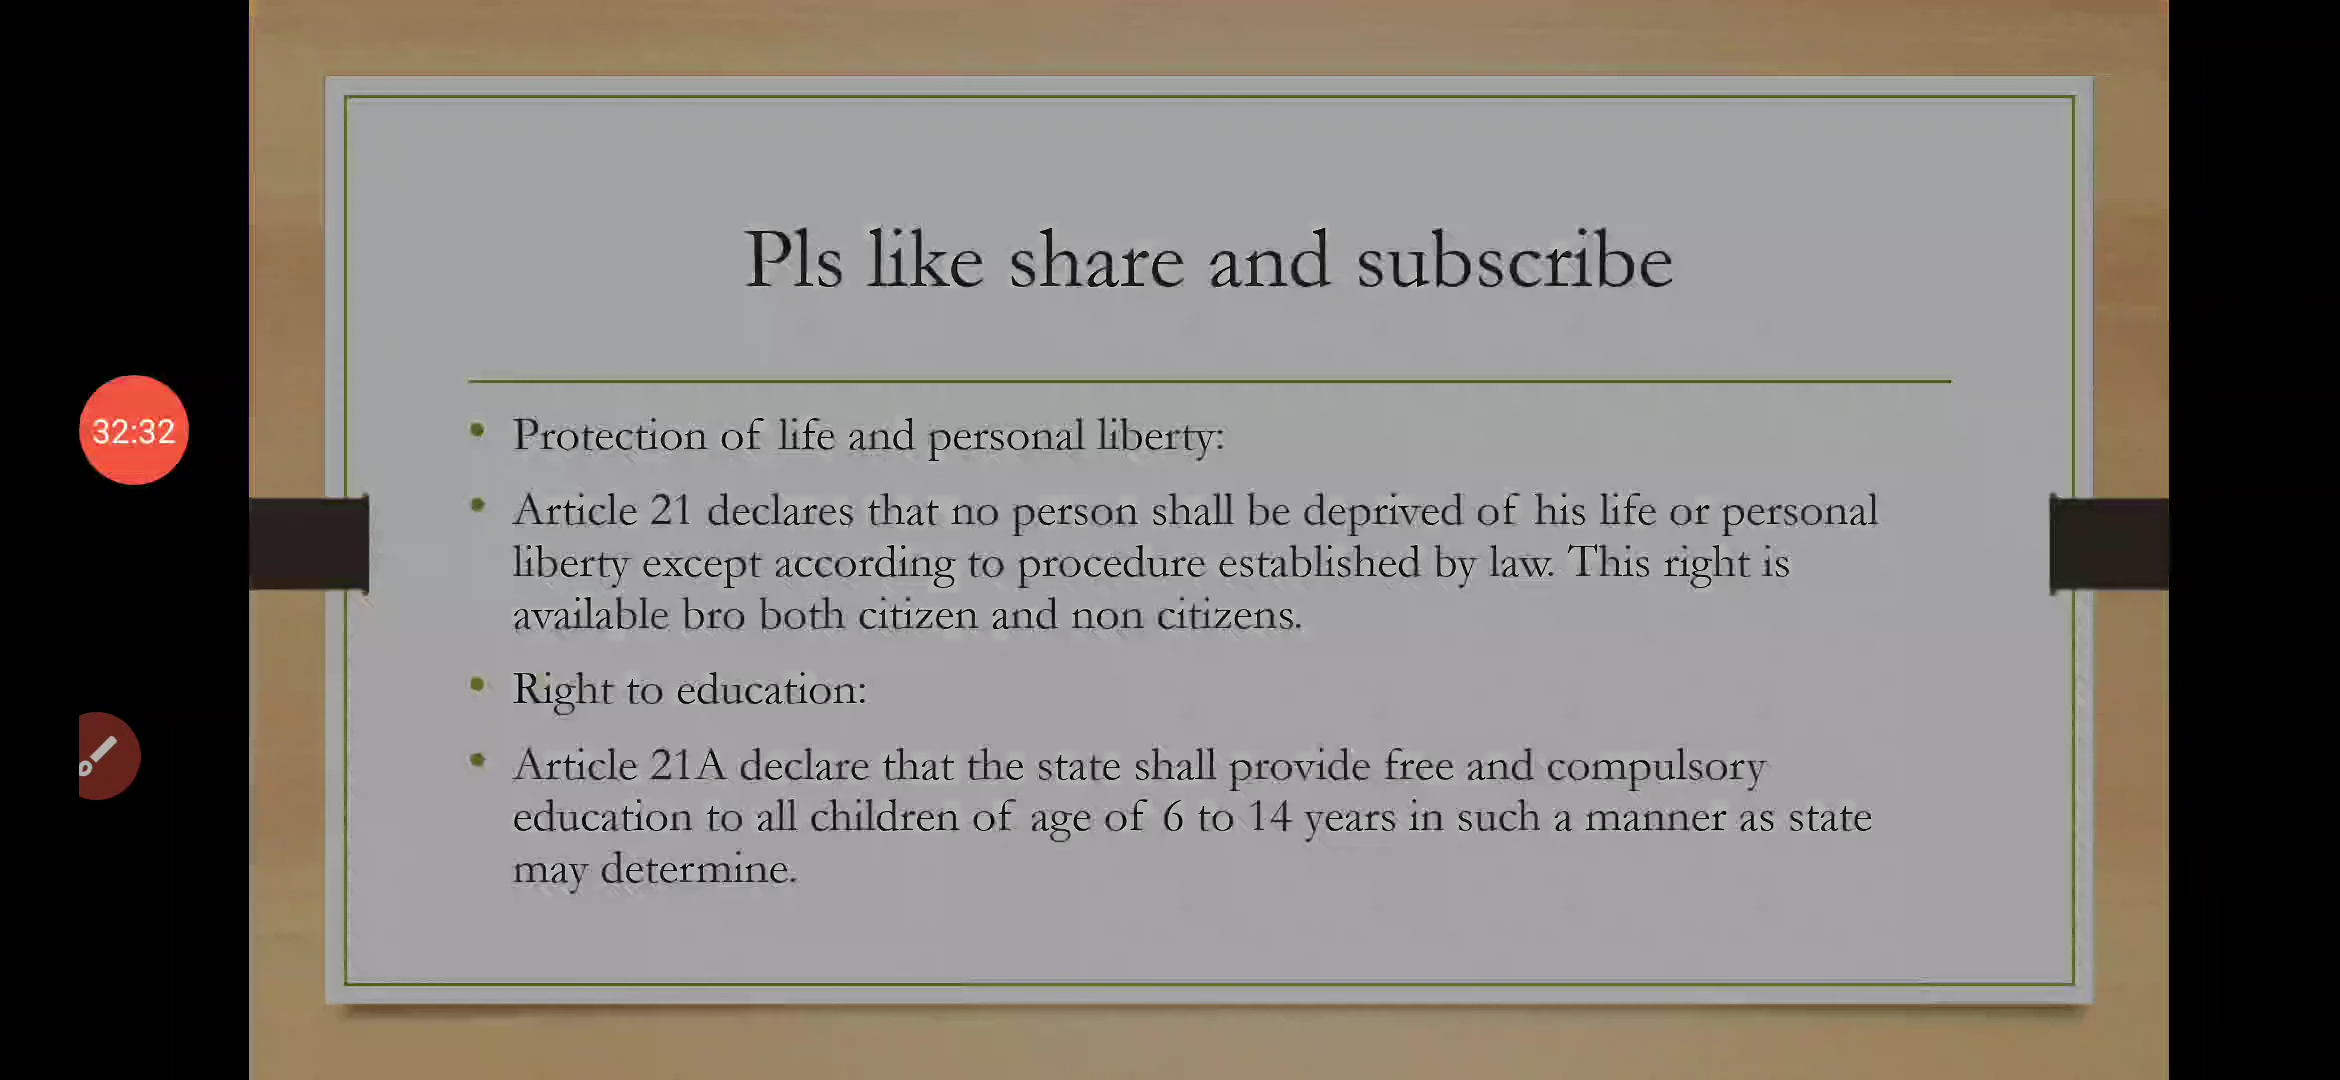 Pls like share and subscribe
32:32
• Protection of life and personal liberty:
• Article 21 declares that no person shall be deprived of his life or personal
liberty except according to procedure established by law. This right is
available bro both citizen and non citizens.
• Right to education:
• Article 21A declare that the state shall provide free and compulsory
education to all children of age of 6 to 14 years in such a manner as state
may determine.